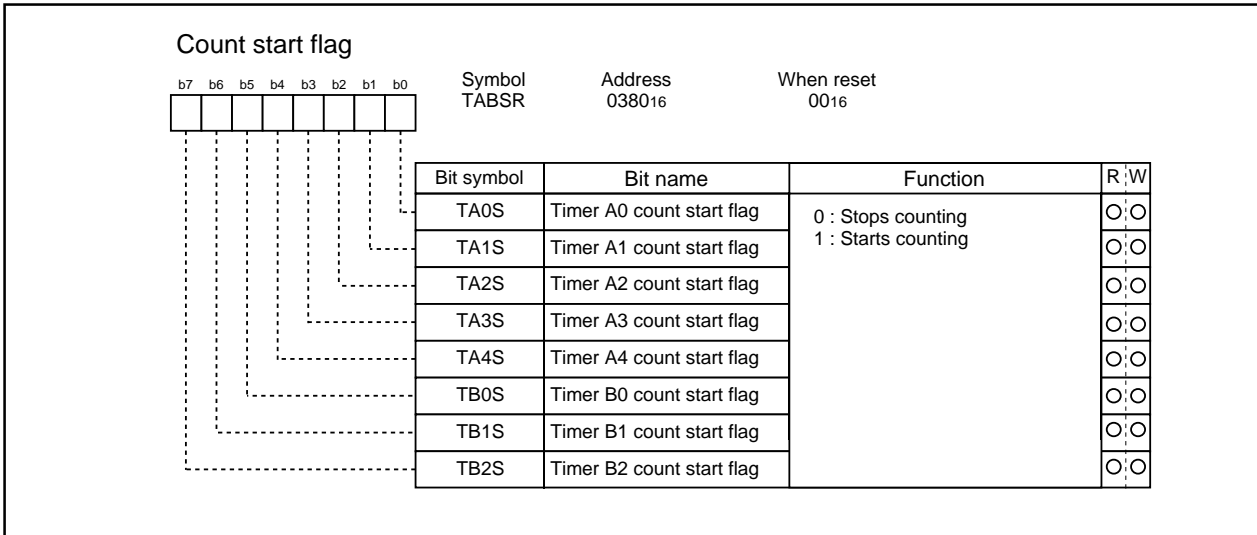 Count start flag
b7 b6 b5 b4 b3 b2 b1 b0
Symbol Address When reset
TABSR 038016 0016
Bit symbol Bit name Function R W
TA0S Timer A0 count start flag 0 : Stops counting
1 : Starts counting
TA1S Timer A1 count start flag
TA2S Timer A2 count start flag
TA3S Timer A3 count start flag
TA4S Timer A4 count start flag
TB0S Timer B0 count start flag
TB1S Timer B1 count start flag
TB2S Timer B2 count start flag